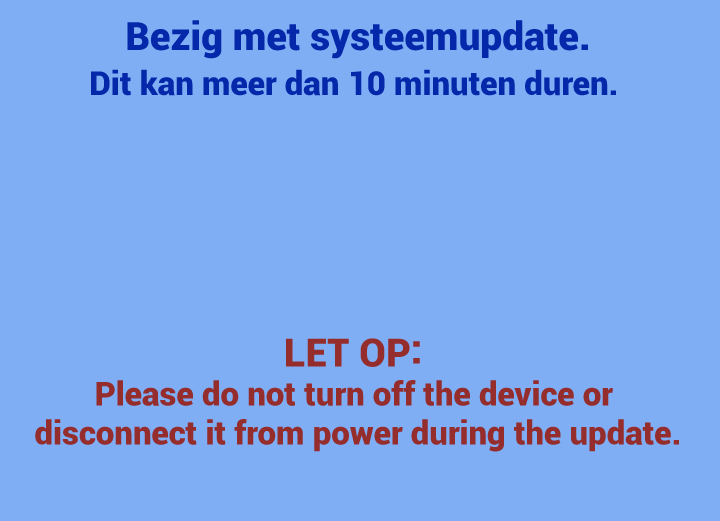 Bezig met systeemupdate.
Dit kan meer dan 10 minuten duren.
LET OP:
Please do not turn off the device or
disconnect it from power during the update.